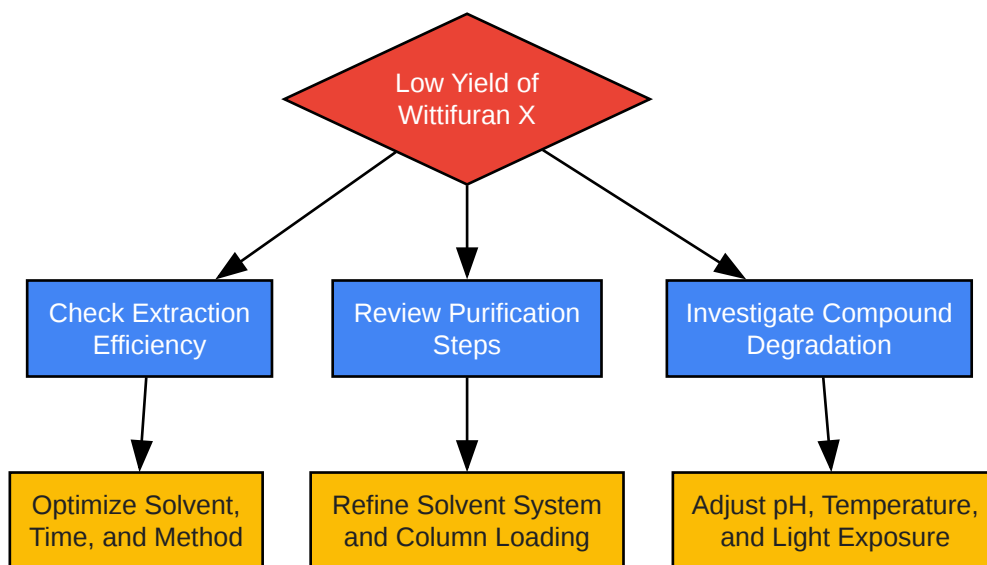 Low Yield of
Wittifuran X
Check Extraction
Efficiency
Review Purification
Steps
Investigate Compound
Degradation
Optimize Solvent,
Time, and Method
Refine Solvent System
and Column Loading
Adjust pH, Temperature,
and Light Exposure